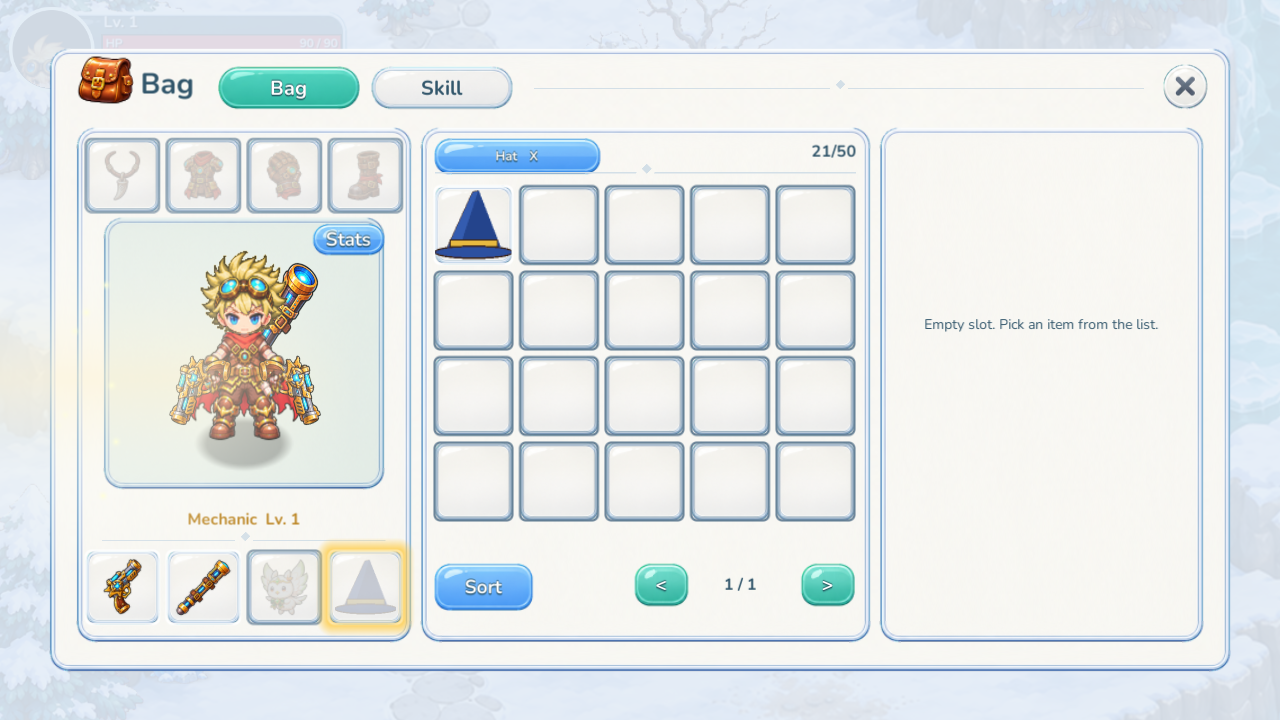 Lv. 1
HP 90 / 90
Bag
Bag
Skill
Hat X
21/50
Stats
Empty slot. Pick an item from the list.
Mechanic Lv. 1
Sort
<
1 / 1
>